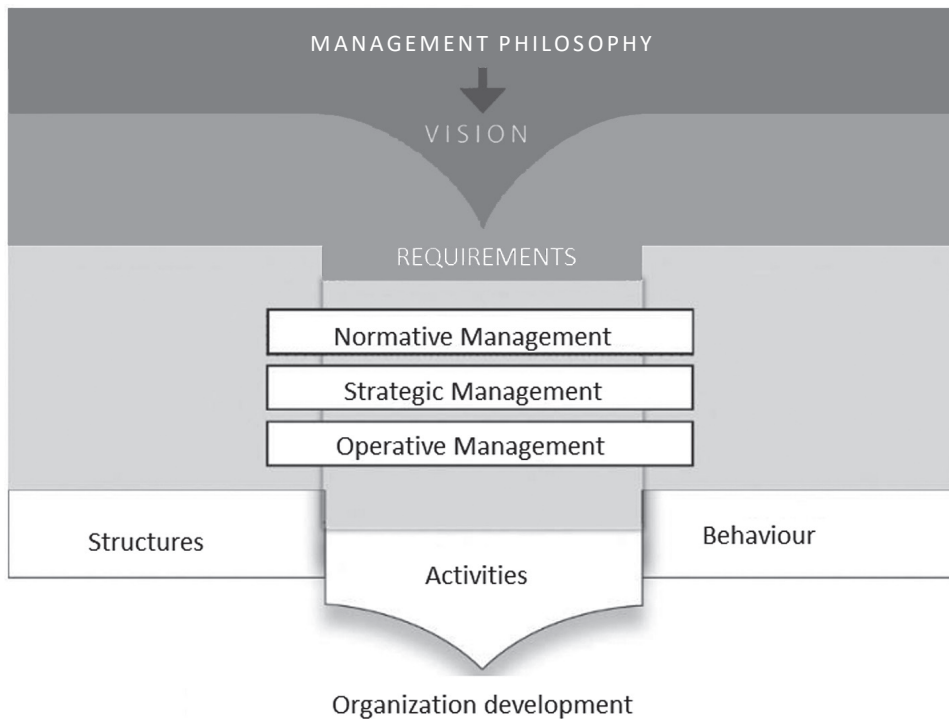 MANAGEMENT PHILOSOPHY
VISION
REQUIREMENTS
Normative Management
Strategic Management
Operative Management
Structures
Activities
Behaviour
Organization development